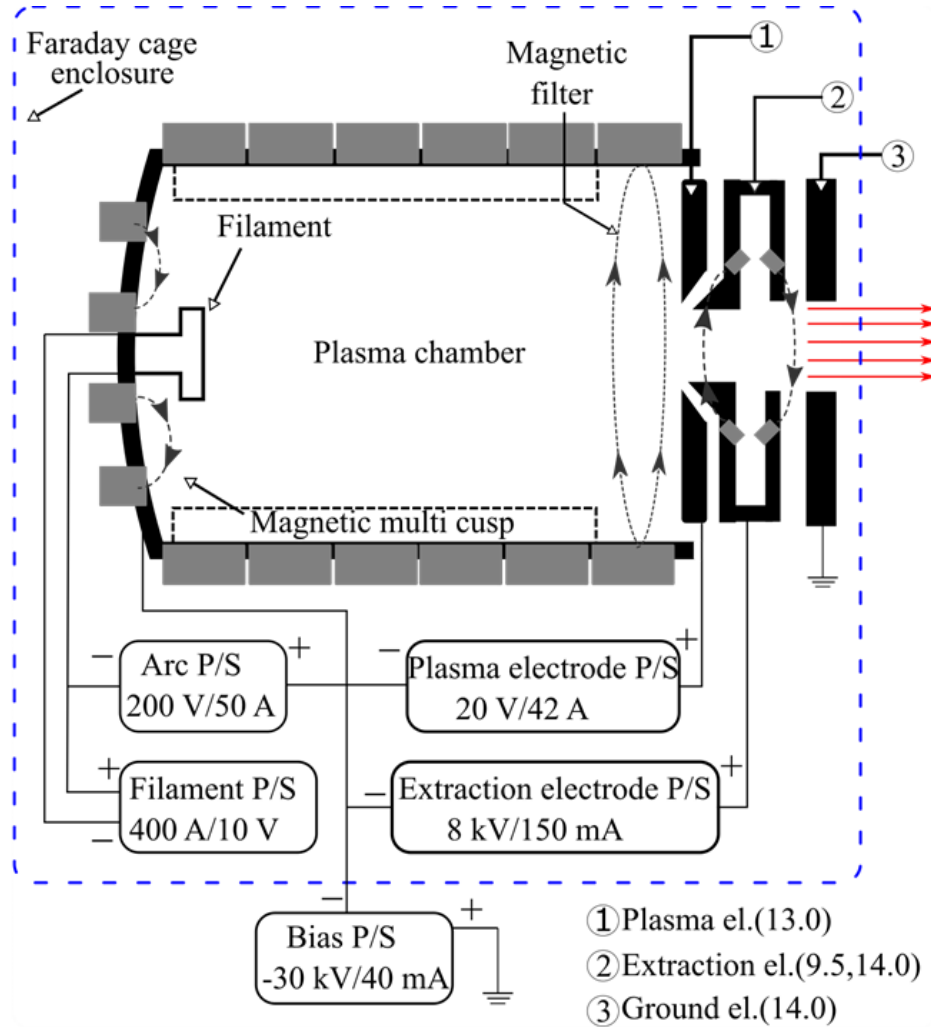 Faraday cage
enclosure
Magnetic
filter
①
②
③
Filament
Plasma chamber
Magnetic multi cusp
− +
Arc P/S
200 V/50 A
− +
Plasma electrode P/S
20 V/42 A
+
Filament P/S
400 A/10 V
−
− +
Extraction electrode P/S
8 kV/150 mA
− +
Bias P/S
-30 kV/40 mA
①Plasma el.(13.0)
②Extraction el.(9.5,14.0)
③Ground el.(14.0)